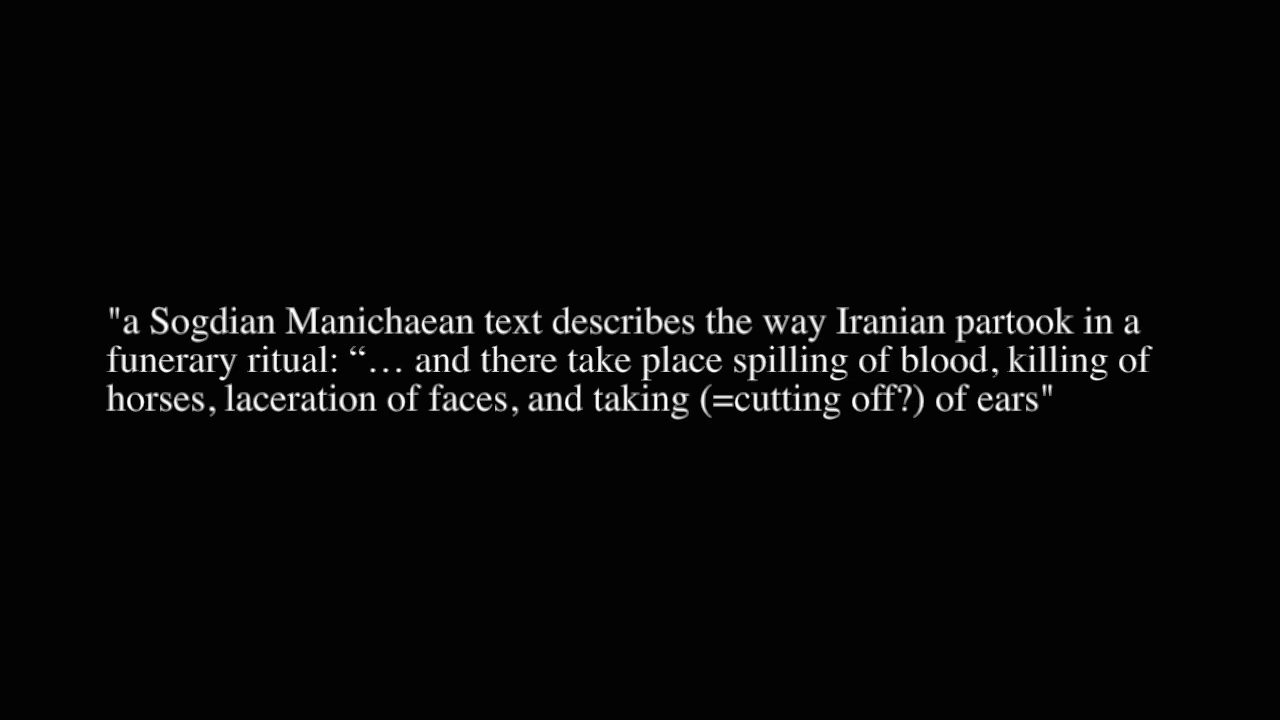 "a Sogdian Manichaean text describes the way Iranian partook in a
funerary ritual: “… and there take place spilling of blood, killing of
horses, laceration of faces, and taking (=cutting off?) of ears"